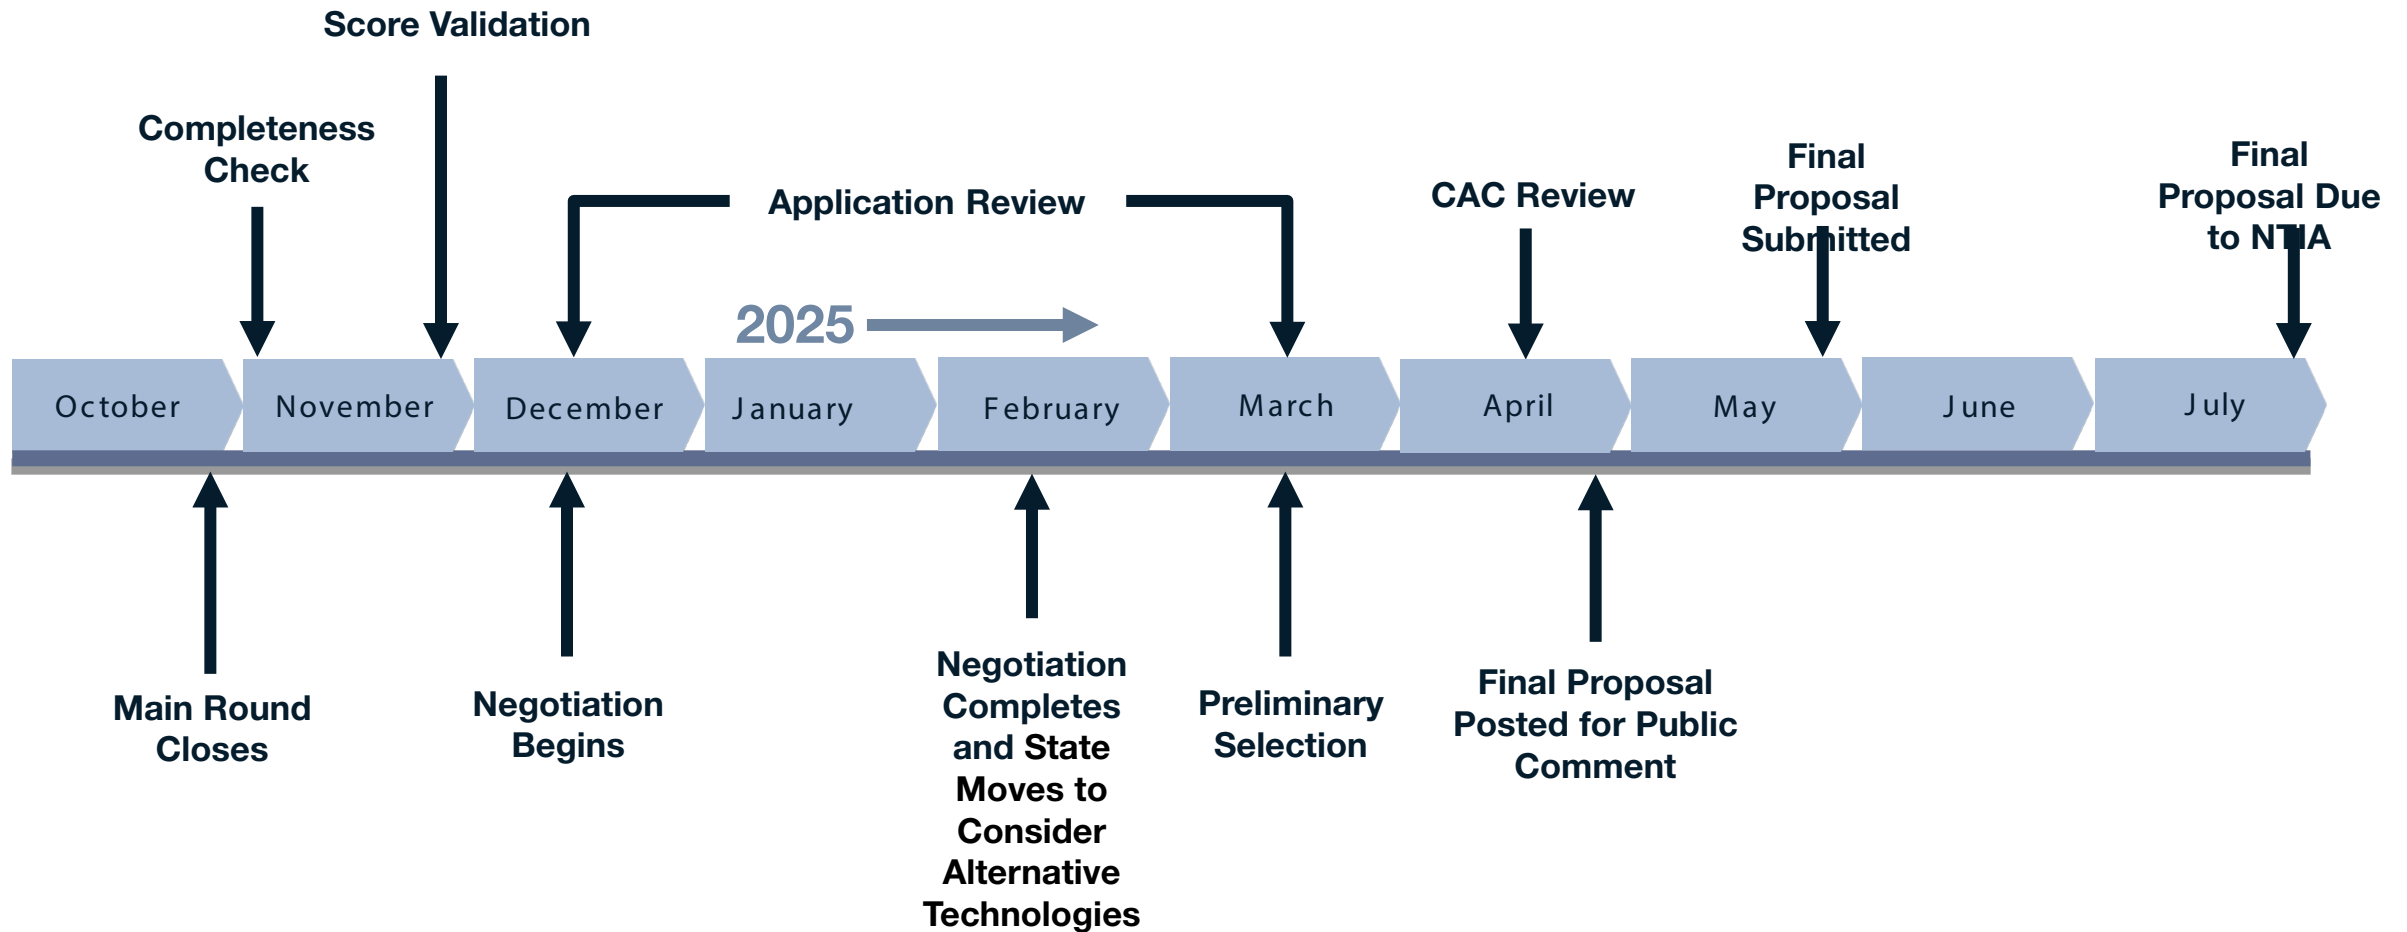 Score Validation
Completeness
Check
Application Review
CAC Review
Final
Proposal
Submitted
Final
Proposal Due
to NTIA
2025
October
November
December
January
February
March
April
May
June
July
Main Round
Closes
Negotiation
Begins
Negotiation
Completes
and State
Moves to
Consider
Alternative
Technologies
Preliminary
Selection
Final Proposal
Posted for Public
Comment